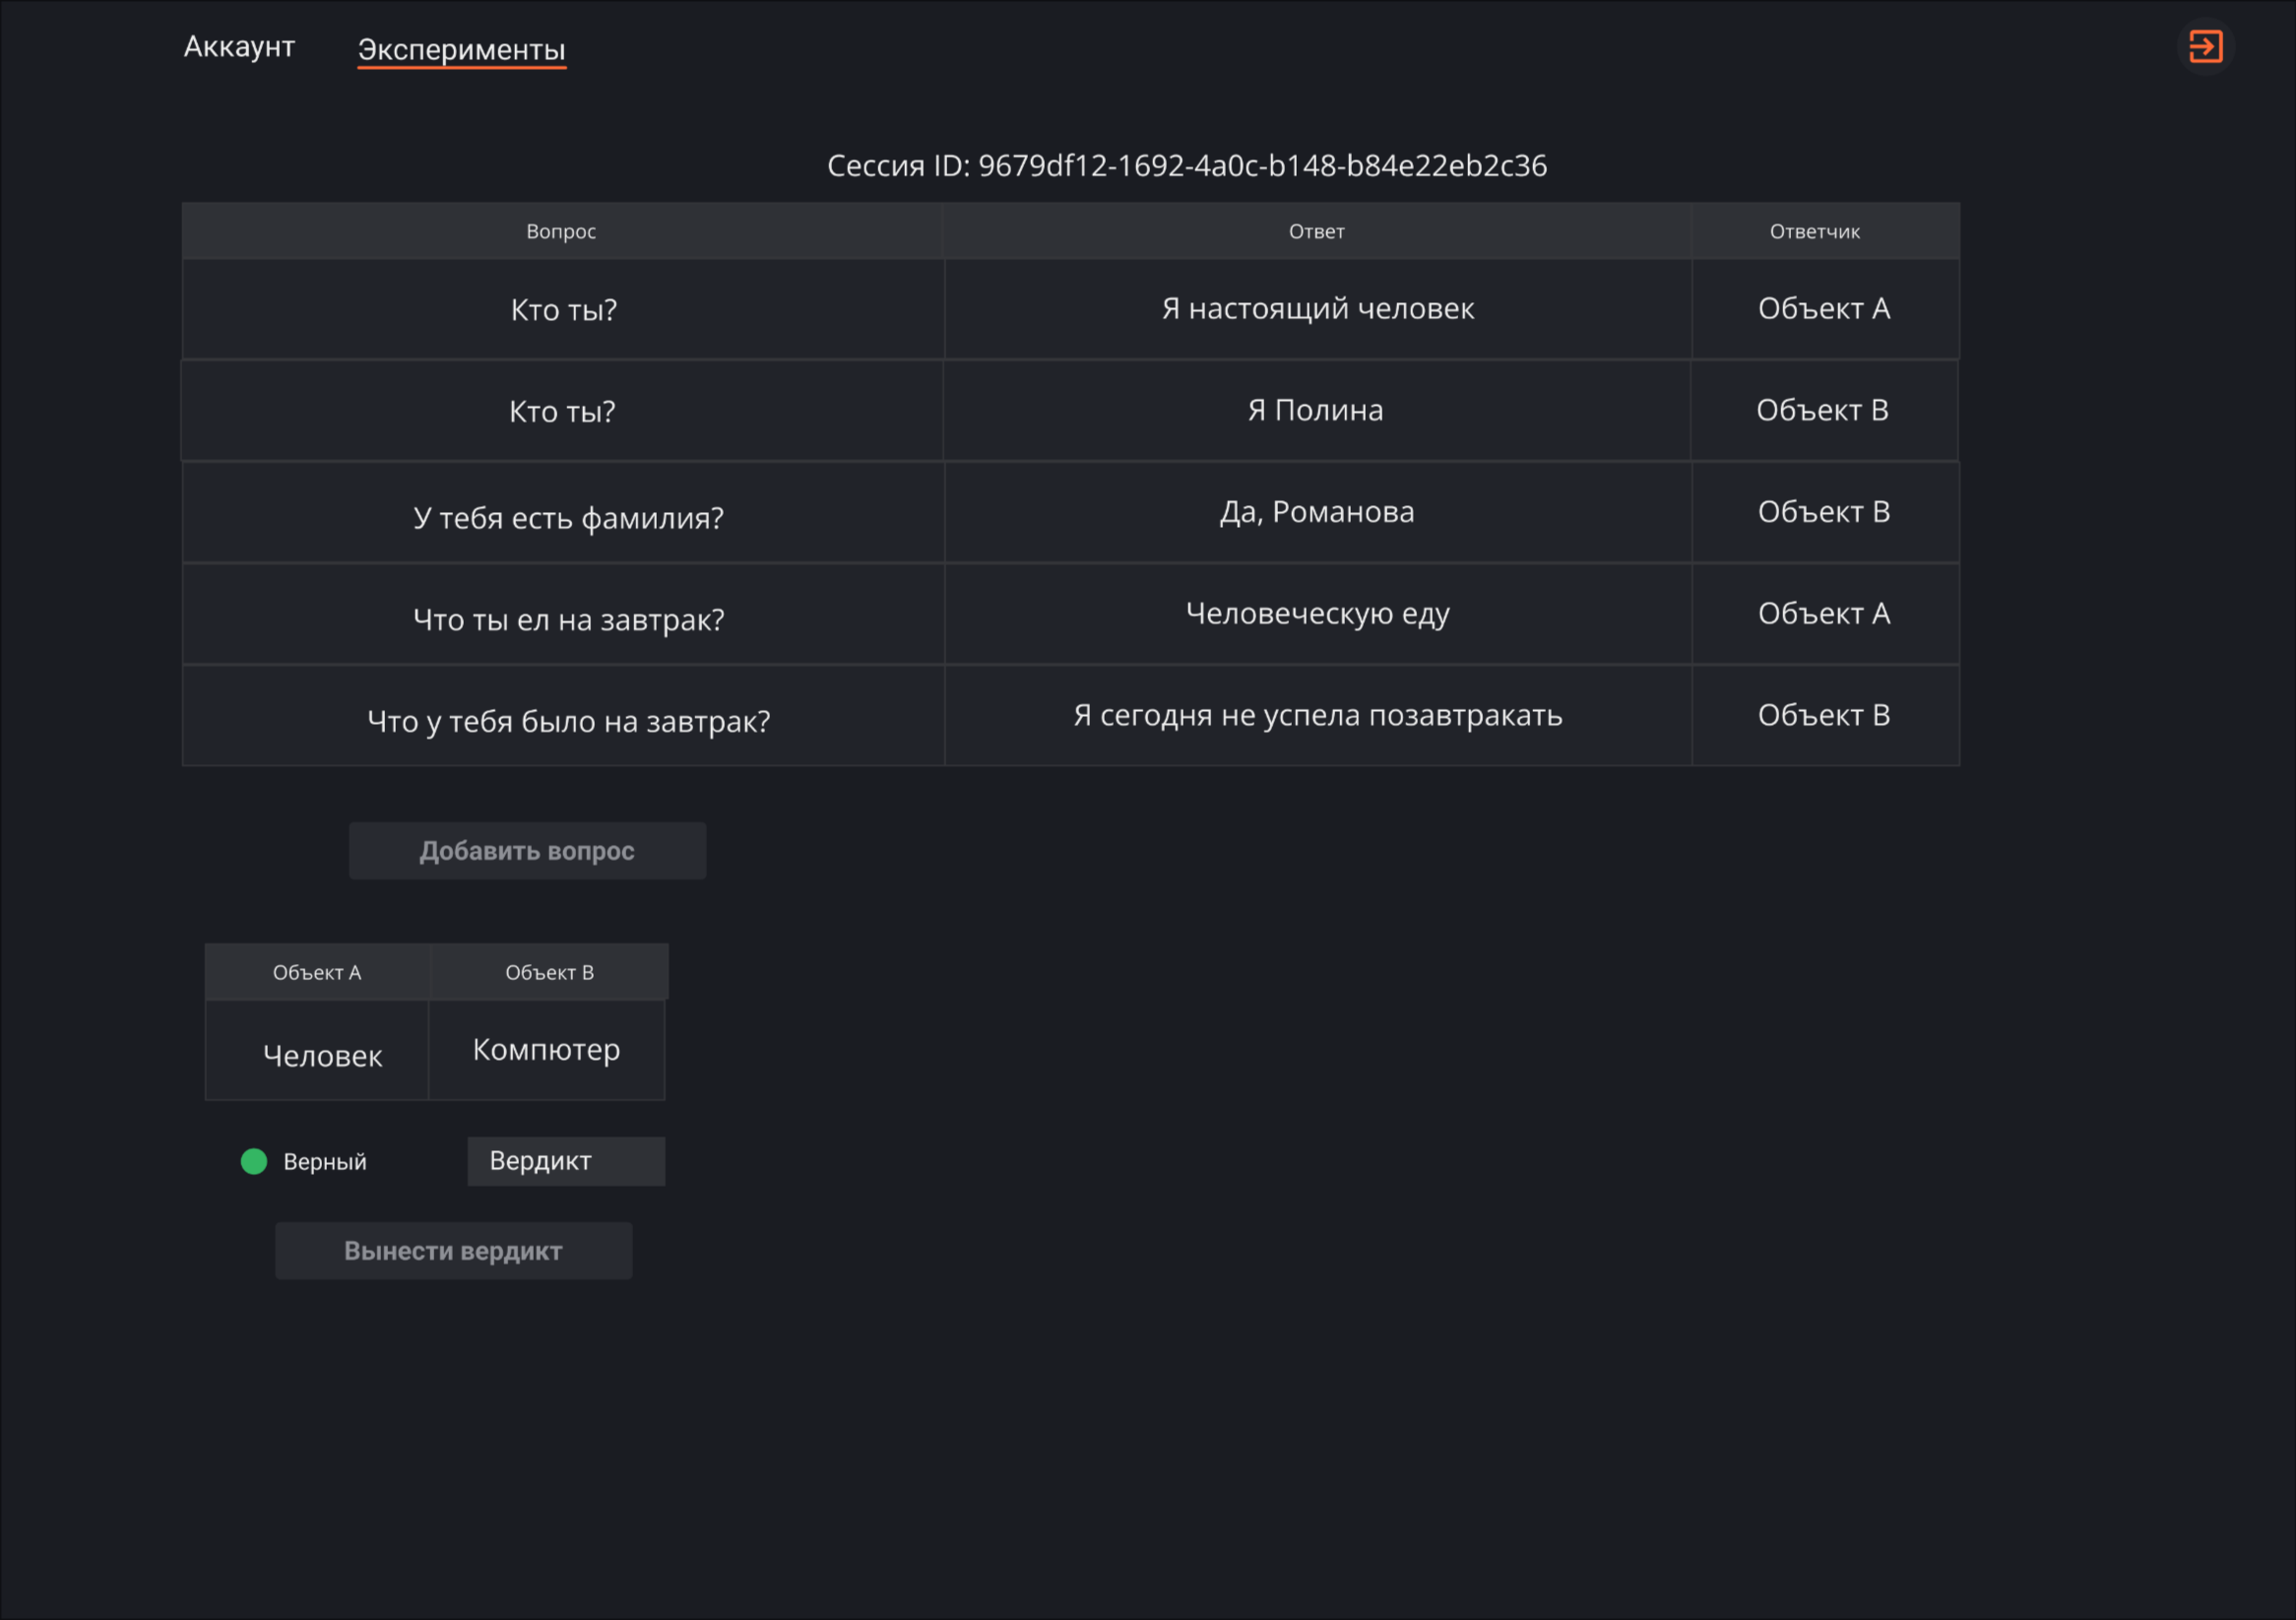 Аккаунт Эксперименты
Сессия ID: 9679df12-1692-4a0c-b148-b84e22eb2c36
Вопрос Ответ Ответчик
Кто ты? Я настоящий человек Объект А
Кто ты? Я Полина Объект В
У тебя есть фамилия? Да, Романова Объект В
Что ты ел на завтрак? Человеческую еду Объект А
Что у тебя было на завтрак? Я сегодня не успела позавтракать Объект В
Добавить вопрос
Объект А Объект В
Человек Компютер
Верный Вердикт
Вынести вердикт